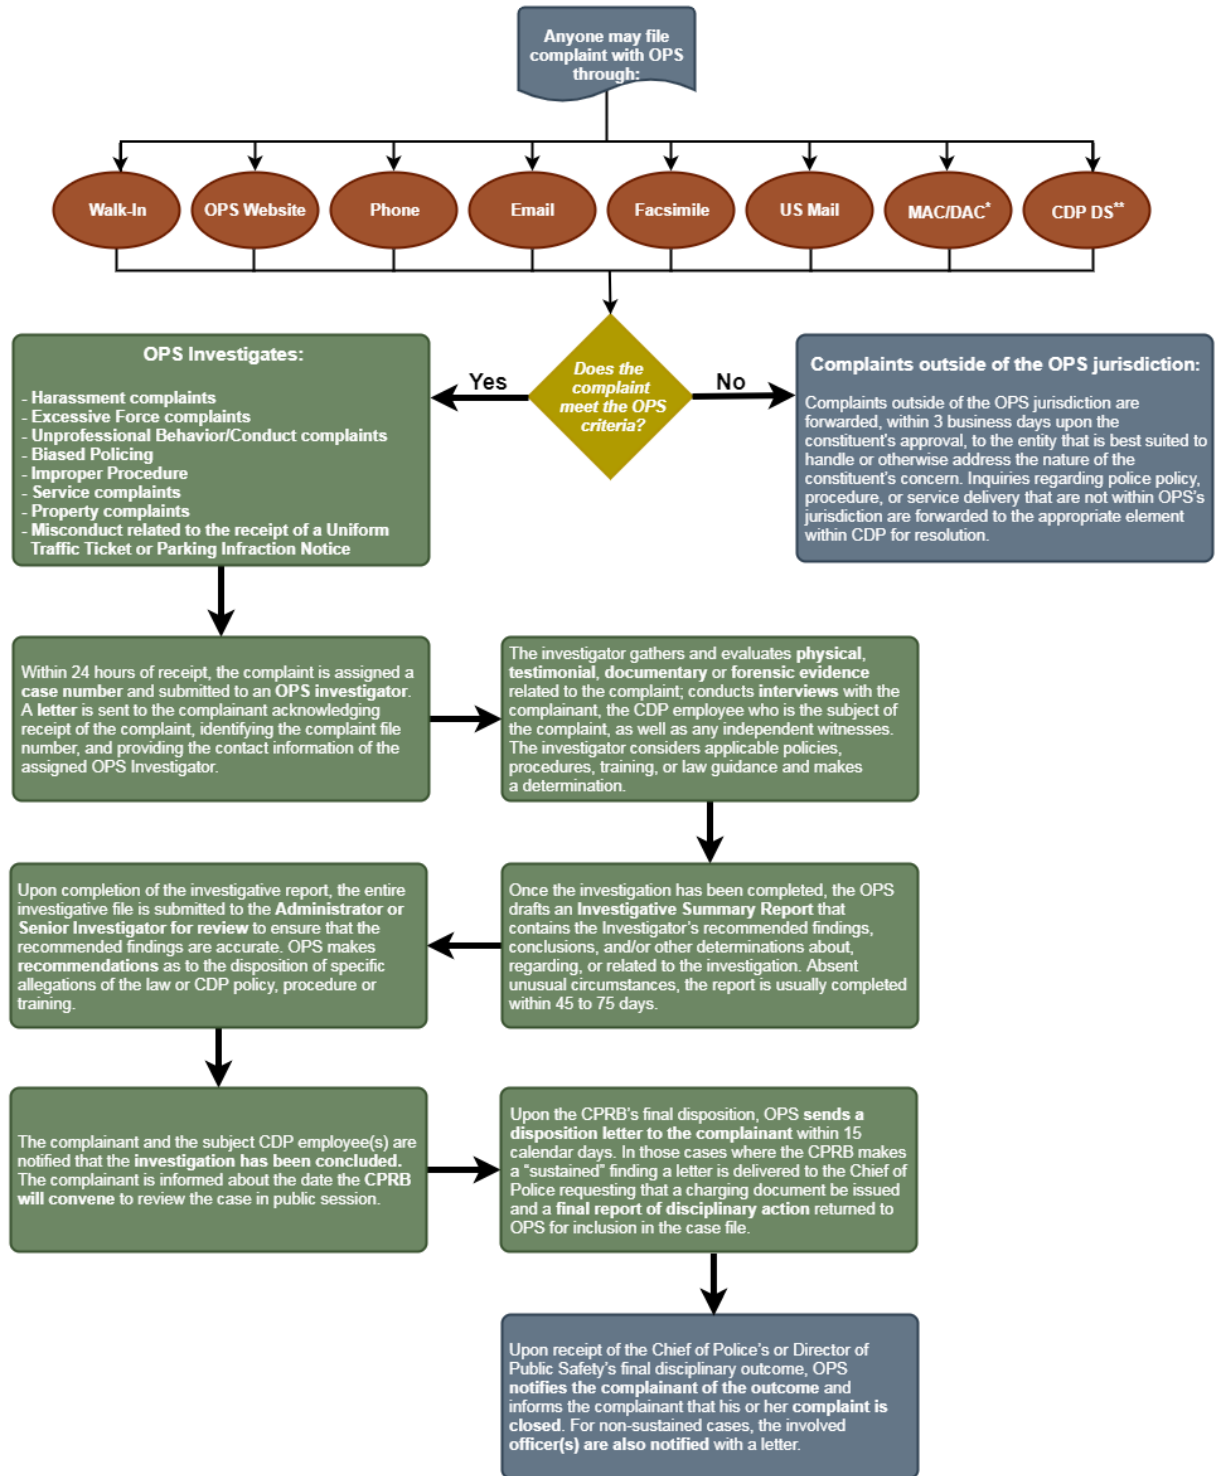 Anyone may file
complaint with OPS
through:
Walk-In
OPS Website
Phone
Email
Facsimile
US Mail
MAC/DAC*
CDP DS**
Does the
complaint
meet the OPS
criteria?
Yes
No
OPS Investigates:
- Harassment complaints
- Excessive Force complaints
- Unprofessional Behavior/Conduct complaints
- Biased Policing
- Improper Procedure
- Service complaints
- Property complaints
- Misconduct related to the receipt of a Uniform
Traffic Ticket or Parking Infraction Notice
Complaints outside of the OPS jurisdiction:
Complaints outside of the OPS jurisdiction are
forwarded, within 3 business days upon the
constituent's approval, to the entity that is best suited to
handle or otherwise address the nature of the
constituent's concern. Inquiries regarding police policy,
procedure, or service delivery that are not within OPS's
jurisdiction are forwarded to the appropriate element
within CDP for resolution.
Within 24 hours of receipt, the complaint is assigned a
case number and submitted to an OPS investigator.
A letter is sent to the complainant acknowledging
receipt of the complaint, identifying the complaint file
number, and providing the contact information of the
assigned OPS Investigator.
The investigator gathers and evaluates physical,
testimonial, documentary or forensic evidence
related to the complaint; conducts interviews with the
complainant, the CDP employee who is the subject of
the complaint, as well as any independent witnesses.
The investigator considers applicable policies,
procedures, training, or law guidance and makes
a determination.
Once the investigation has been completed, the OPS
drafts an Investigative Summary Report that
contains the Investigator's recommended findings,
conclusions, and/or other determinations about,
regarding, or related to the investigation. Absent
unusual circumstances, the report is usually completed
within 45 to 75 days.
Upon completion of the investigative report, the entire
investigative file is submitted to the Administrator or
Senior Investigator for review to ensure that the
recommended findings are accurate. OPS makes
recommendations as to the disposition of specific
allegations of the law or CDP policy, procedure or
training.
The complainant and the subject CDP employee(s) are
notified that the investigation has been concluded.
The complainant is informed about the date the CPRB
will convene to review the case in public session.
Upon the CPRB's final disposition, OPS sends a
disposition letter to the complainant within 15
calendar days. In those cases where the CPRB makes
a “sustained” finding a letter is delivered to the Chief of
Police requesting that a charging document be issued
and a final report of disciplinary action returned to
OPS for inclusion in the case file.
Upon receipt of the Chief of Police's or Director of
Public Safety's final disciplinary outcome, OPS
notifies the complainant of the outcome and
informs the complainant that his or her complaint is
closed. For non-sustained cases, the involved
officer(s) are also notified with a letter.